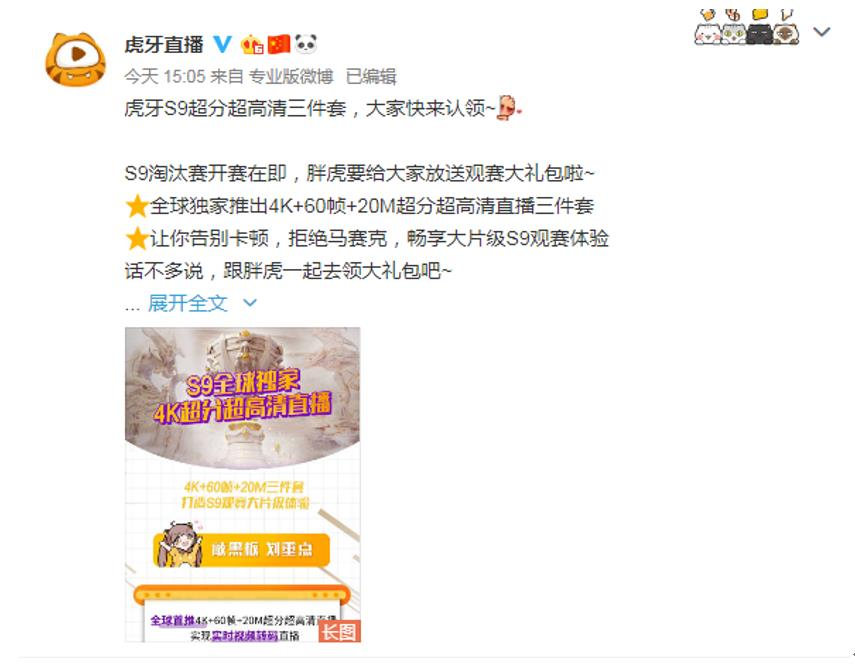 虎牙直播
今天 15:05 来自 专业版微博 已编辑
虎牙S9超分超高清三件套，大家快来认领~
S9淘汰赛开赛在即，胖虎要给大家放送观赛大礼包啦~
全球独家推出4K+60帧+20M超分超高清直播三件套
让你告别卡顿，拒绝马赛克，畅享大片级S9观赛体验
话不多说，跟胖虎一起去领大礼包吧~
... 展开全文
S9全球独家
4K超分超高清直播
4K+60帧+20M三件套
打造S9观赛大片级体验
敲黑板 划重点
全球首推4K+60帧+20M超分超高清直播
实现实时视频转码直播
长图